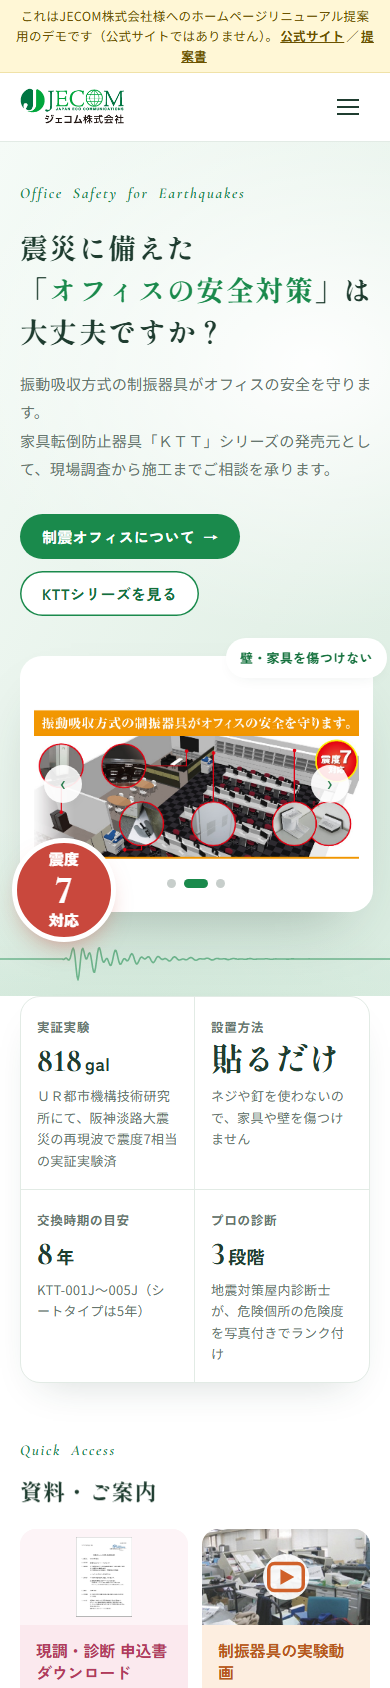 これはJECOM株式会社様へのホームページリニューアル提案
用のデモです（公式サイトではありません）。公式サイト／提
案書
JECOM
JAPAN ECO COMMUNICATIONS
ジェコム株式会社
Office Safety for Earthquakes
震災に備えた
「オフィスの安全対策」は
大丈夫ですか？
振動吸収方式の制振器具がオフィスの安全を守りま
す。
家具転倒防止器具「ＫＴＴ」シリーズの発売元とし
て、現場調査から施工までご相談を承ります。
制震オフィスについて →
KTTシリーズを見る
壁・家具を傷つけない
振動吸収方式の制振器具がオフィスの安全を守ります。
震度7
‹
›
震度
7
対応
実証実験
818 gal
ＵＲ都市機構技術研究
所にて、阪神淡路大震
災の再現波で震度7相当
の実証実験済
設置方法
貼るだけ
ネジや釘を使わないの
で、家具や壁を傷つけ
ません
交換時期の目安
8 年
KTT-001J〜005J（シ
ートタイプは5年）
プロの診断
3 段階
地震対策屋内診断士
が、危険個所の危険度
を写真付きでランク付
け
Quick Access
資料・ご案内
現調・診断 申込書
ダウンロード
制振器具の実験動
画